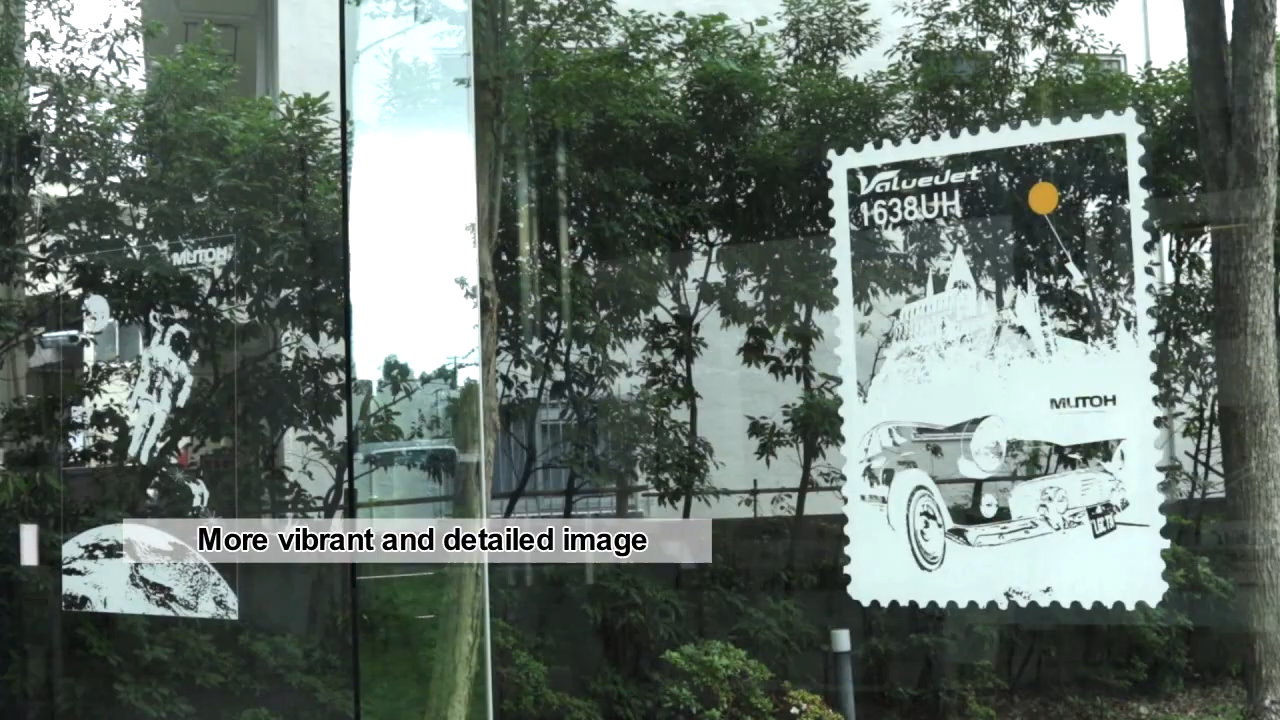 ValueJet
1638UH
MUTOH
MUTOH
More vibrant and detailed image